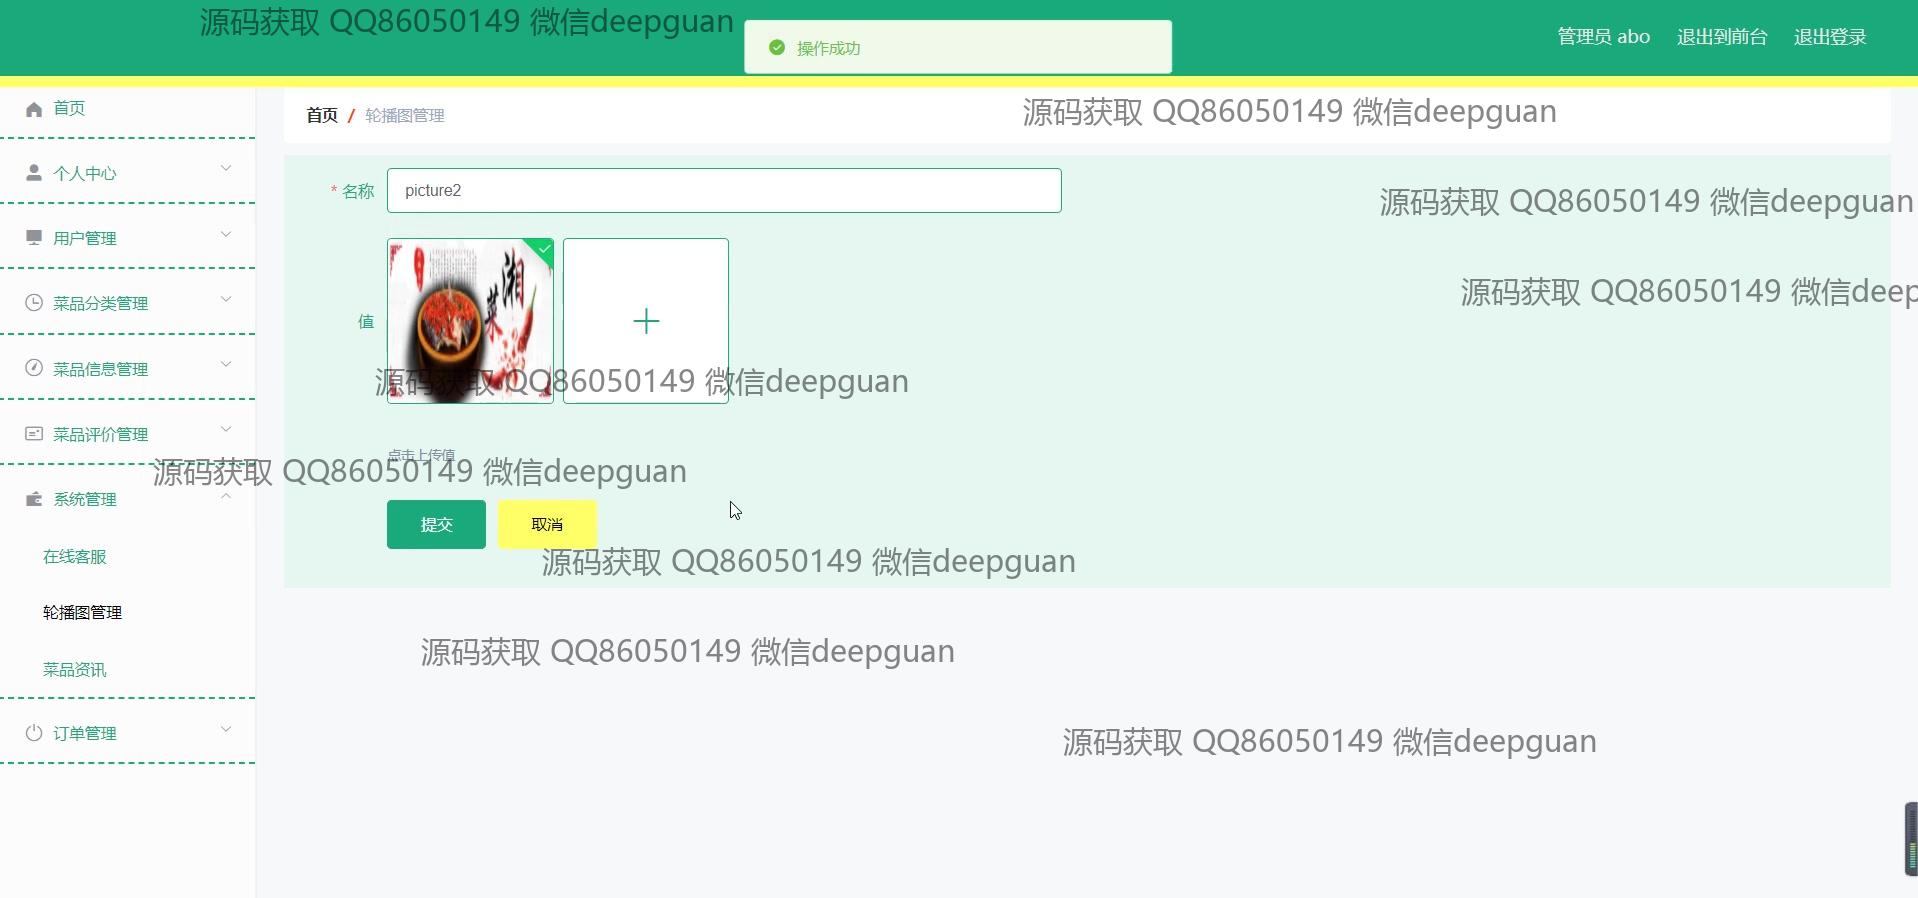 源码获取 QQ86050149 微信deepguan
操作成功
管理员 abo
退出到前台
退出登录
首页
个人中心
用户管理
菜品分类管理
菜品信息管理
菜品评价管理
系统管理
在线客服
轮播图管理
菜品资讯
订单管理
首页 / 轮播图管理
源码获取 QQ86050149 微信deepguan
* 名称
picture2
源码获取 QQ86050149 微信deepguan
源码获取 QQ86050149 微信deep
值
湘菜
源码获取 QQ86050149 微信deepguan
点击上传值
源码获取 QQ86050149 微信deepguan
提交
取消
源码获取 QQ86050149 微信deepguan
源码获取 QQ86050149 微信deepguan
源码获取 QQ86050149 微信deepguan